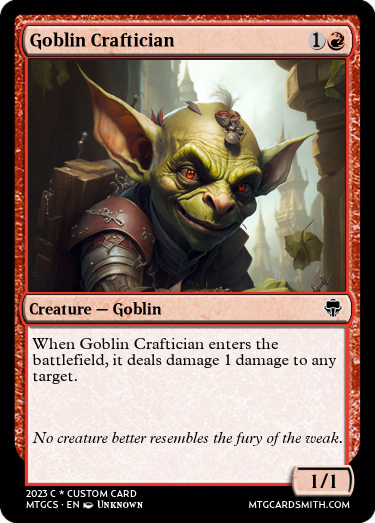 Goblin Craftician 1
Creature — Goblin
When Goblin Craftician enters the
battlefield, it deals damage 1 damage to any
target.
No creature better resembles the fury of the weak.
1/1
2023 C * CUSTOM CARD
MTGCS · EN Unknown
MTGCARDSMITH.COM